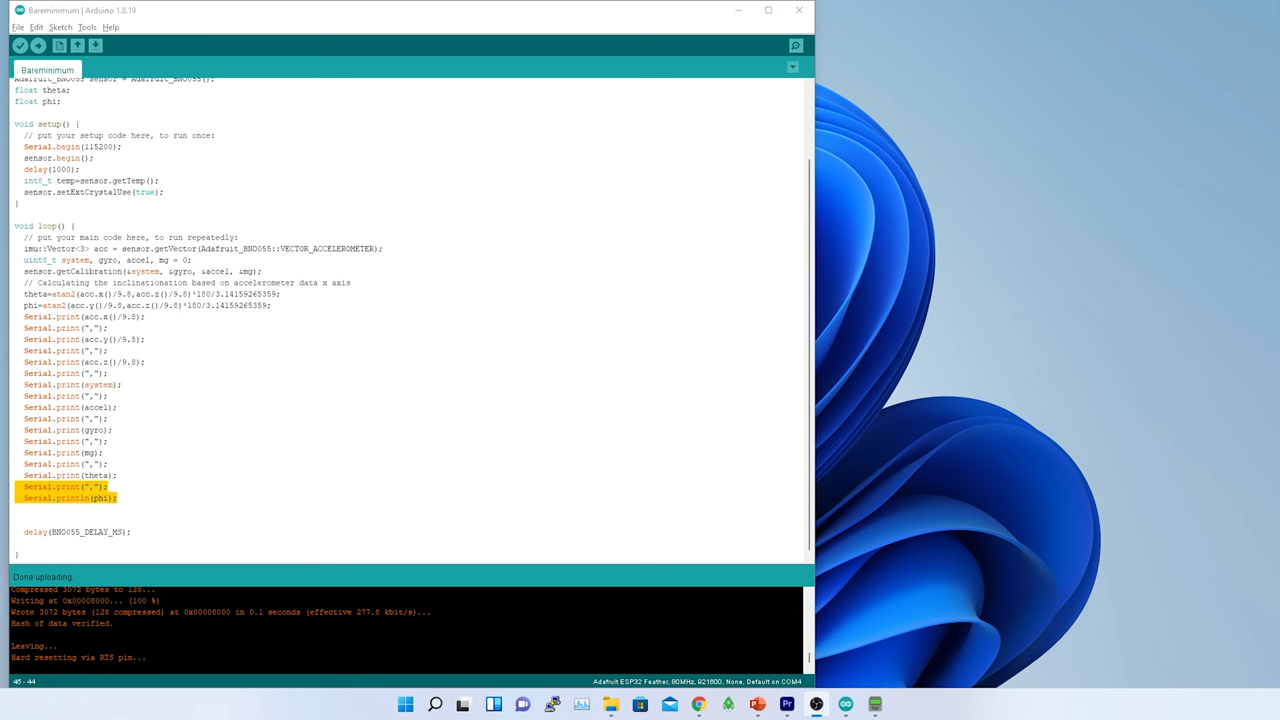 Bareminimum | Arduino 1.8.19
File Edit Sketch Tools Help
Bareminimum
Adafruit_BNO055 sensor = Adafruit_BNO055();
float theta;
float phi;
void setup() {
// put your setup code here, to run once:
Serial.begin(115200);
sensor.begin();
delay(1000);
int8_t temp=sensor.getTemp();
sensor.setExtCrystalUse(true);
}
void loop() {
// put your main code here, to run repeatedly:
imu::Vector<3> acc = sensor.getVector(Adafruit_BNO055::VECTOR_ACCELEROMETER);
uint8_t system, gyro, accel, mg = 0;
sensor.getCalibration(&system, &gyro, &accel, &mg);
// Calculating the inclinationation based on accelerometer data x axis
theta=atan2(acc.x()/9.8,acc.z()/9.8)*180/3.14159265359;
phi=atan2(acc.y()/9.8,acc.z()/9.8)*180/3.14159265359;
Serial.print(acc.x()/9.8);
Serial.print(",");
Serial.print(acc.y()/9.8);
Serial.print(",");
Serial.print(acc.z()/9.8);
Serial.print(",");
Serial.print(system);
Serial.print(",");
Serial.print(accel);
Serial.print(",");
Serial.print(gyro);
Serial.print(",");
Serial.print(mg);
Serial.print(",");
Serial.print(theta);
Serial.print(",");
Serial.println(phi);
delay(BNO055_DELAY_MS);
}
Done uploading.
Compressed 3072 bytes to 128...
Writing at 0x00008000... (100 %)
Wrote 3072 bytes (128 compressed) at 0x00008000 in 0.1 seconds (effective 277.8 kbit/s)...
Hash of data verified.
Leaving...
Hard resetting via RTS pin...
45 - 44
Adafruit ESP32 Feather, 80MHz, 921600, None, Default on COM4